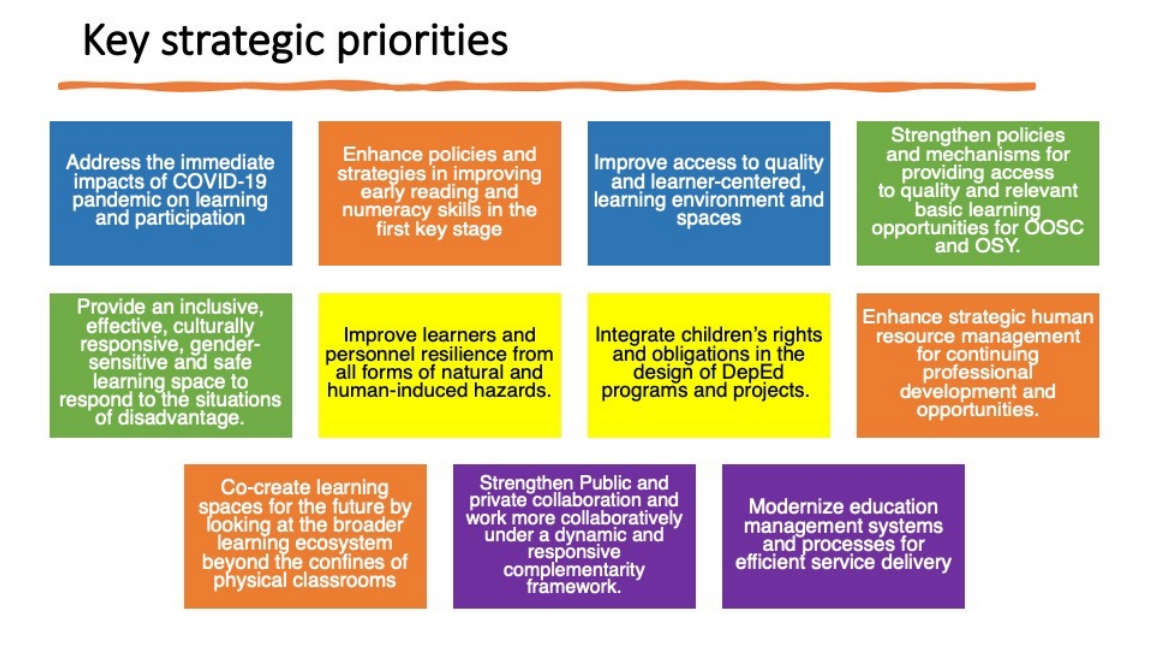 Key strategic priorities
Address the immediate
impacts of COVID-19
pandemic on learning
and participation
Enhance policies and
strategies in improving
early reading and
numeracy skills in the
first key stage
Improve access to quality
and learner-centered,
learning environment and
spaces
Strengthen policies
and mechanisms for
providing access
to quality and relevant
basic learning
opportunities for OOSC
and OSY.
Provide an inclusive,
effective, culturally
responsive, gender-
sensitive and safe
learning space to
respond to the situations
of disadvantage.
Improve learners and
personnel resilience from
all forms of natural and
human-induced hazards.
Integrate children’s rights
and obligations in the
design of DepEd
programs and projects.
Enhance strategic human
resource management
for continuing
professional
development and
opportunities.
Co-create learning
spaces for the future by
looking at the broader
learning ecosystem
beyond the confines of
physical classrooms
Strengthen Public and
private collaboration and
work more collaboratively
under a dynamic and
responsive
complementarity
framework.
Modernize education
management systems
and processes for
efficient service delivery